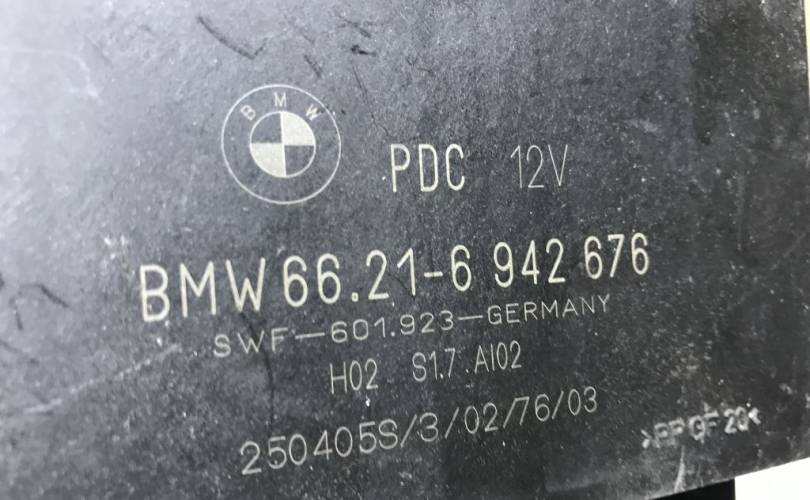 BMW
PDC 12V
BMW 66.21-6 942 676
SWF-601.923-GERMANY
H02 S1.7 AI02
250405S/3/02/76/03
>PP GF 20<